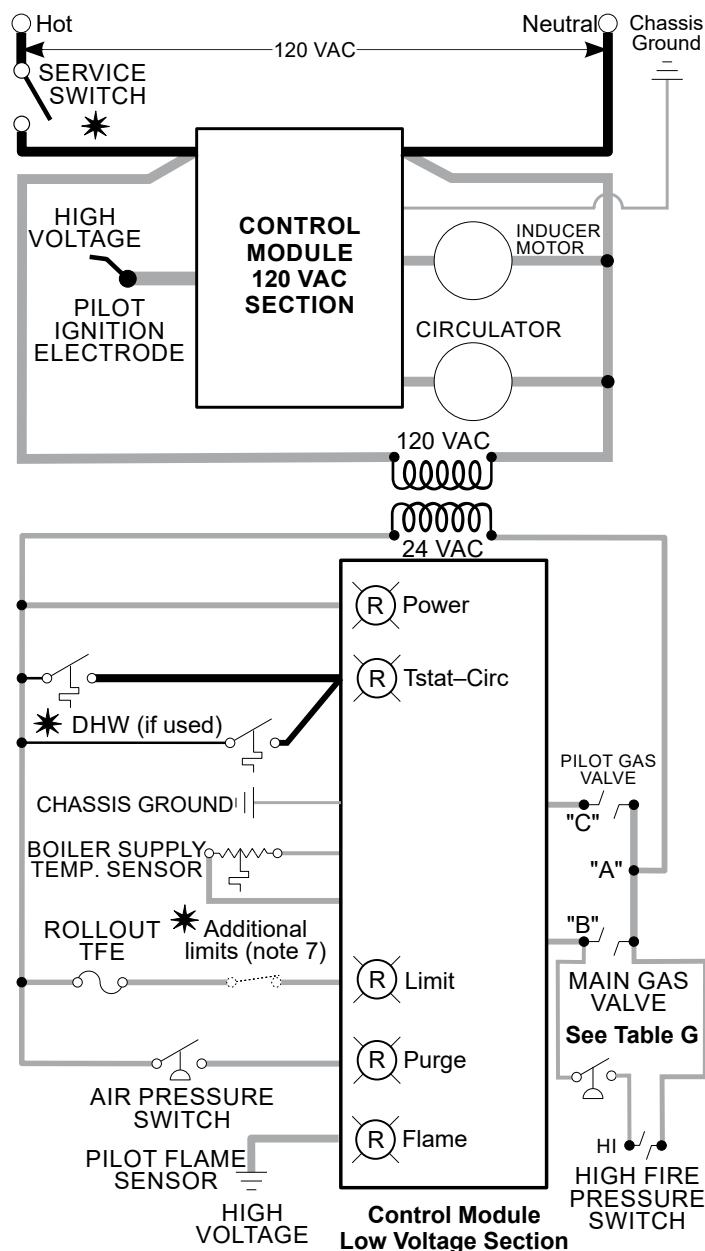 Hot
Neutral
Chassis
Ground
120 VAC
SERVICE
SWITCH
HIGH
VOLTAGE
PILOT
IGNITION
ELECTRODE
CONTROL
MODULE
120 VAC
SECTION
INDUCER
MOTOR
CIRCULATOR
120 VAC
24 VAC
R Power
R Tstat–Circ
DHW (if used)
PILOT GAS
VALVE
"C"
CHASSIS GROUND
BOILER SUPPLY
TEMP. SENSOR
"A"
ROLLOUT
TFE
Additional
limits (note 7)
"B"
R Limit
MAIN GAS
VALVE
See Table G
R Purge
AIR PRESSURE
SWITCH
R Flame
PILOT FLAME
SENSOR
HIGH
VOLTAGE
HI
HIGH FIRE
PRESSURE
SWITCH
Control Module
Low Voltage Section